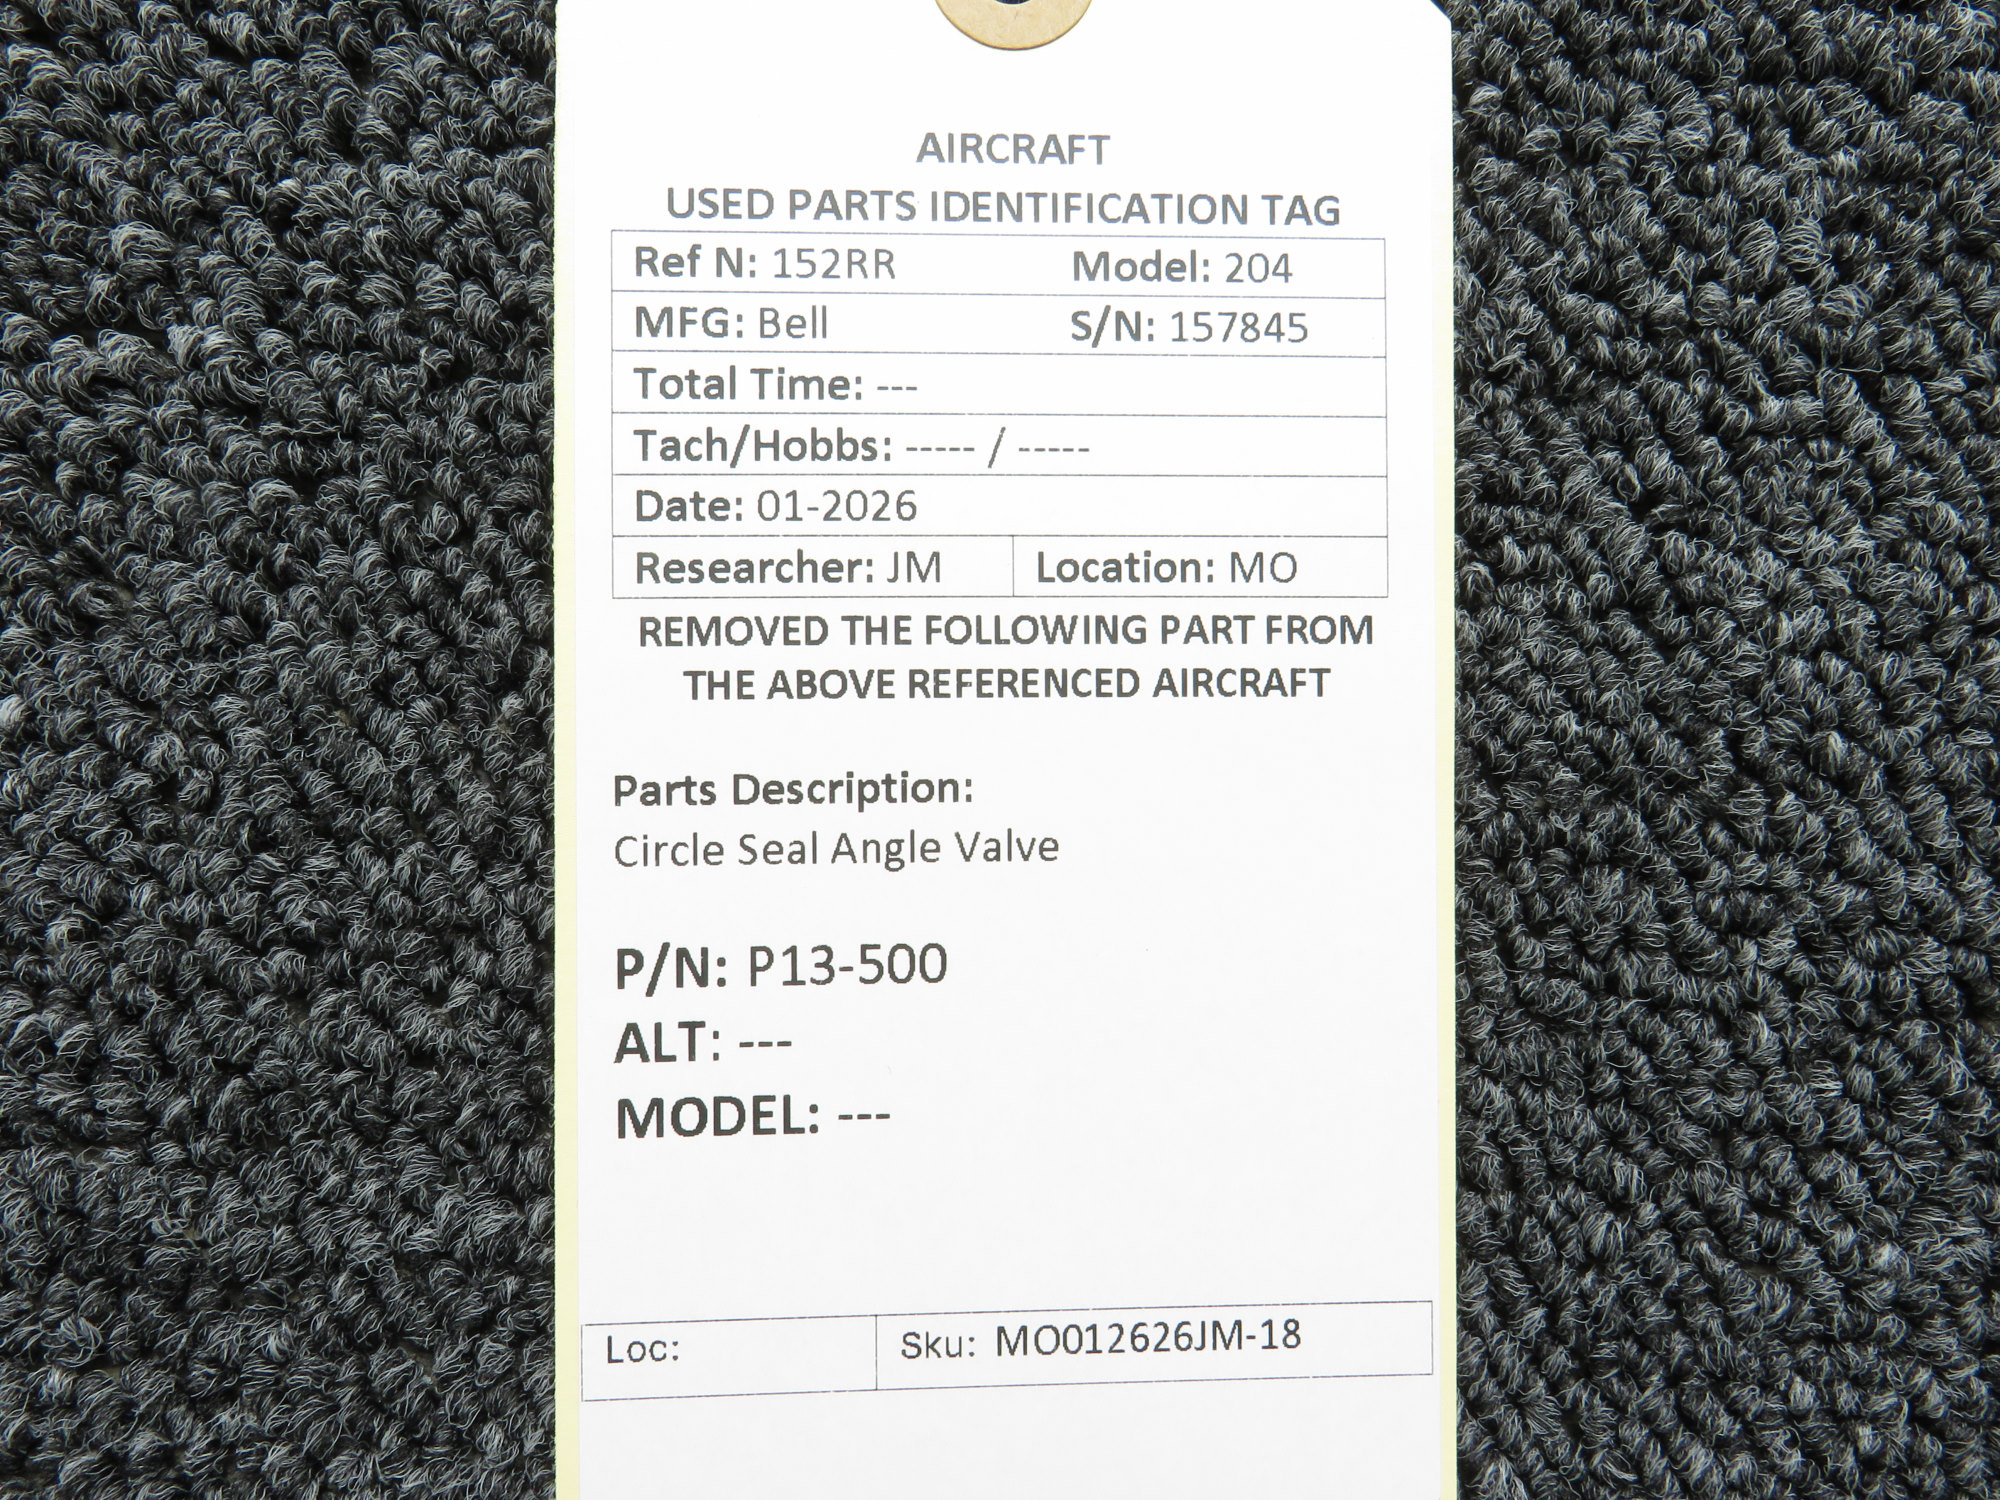 AIRCRAFT
USED PARTS IDENTIFICATION TAG
Ref N: 152RR Model: 204
MFG: Bell S/N: 157845
Total Time: ---
Tach/Hobbs: ----- / -----
Date: 01-2026
Researcher: JM Location: MO
REMOVED THE FOLLOWING PART FROM
THE ABOVE REFERENCED AIRCRAFT
Parts Description:
Circle Seal Angle Valve
P/N: P13-500
ALT: ---
MODEL: ---
Loc: Sku: MO012626JM-18